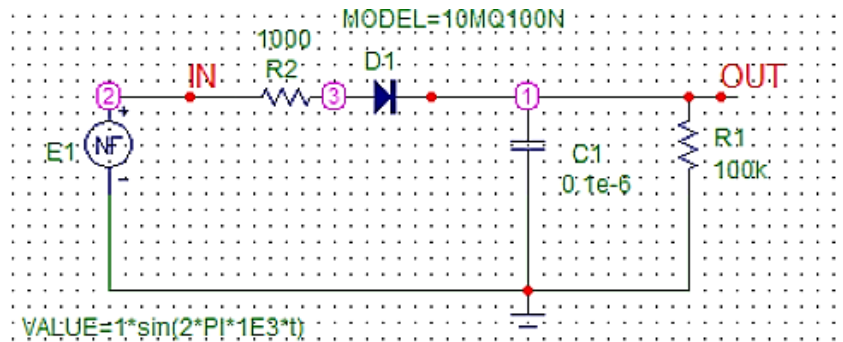 MODEL=10MQ100N
1000
IN
R2
D1
OUT
2
3
1
+
E1
NF
-
C1
0.1e-6
R1
100k
VALUE=1*sin(2*PI*1E3*t)